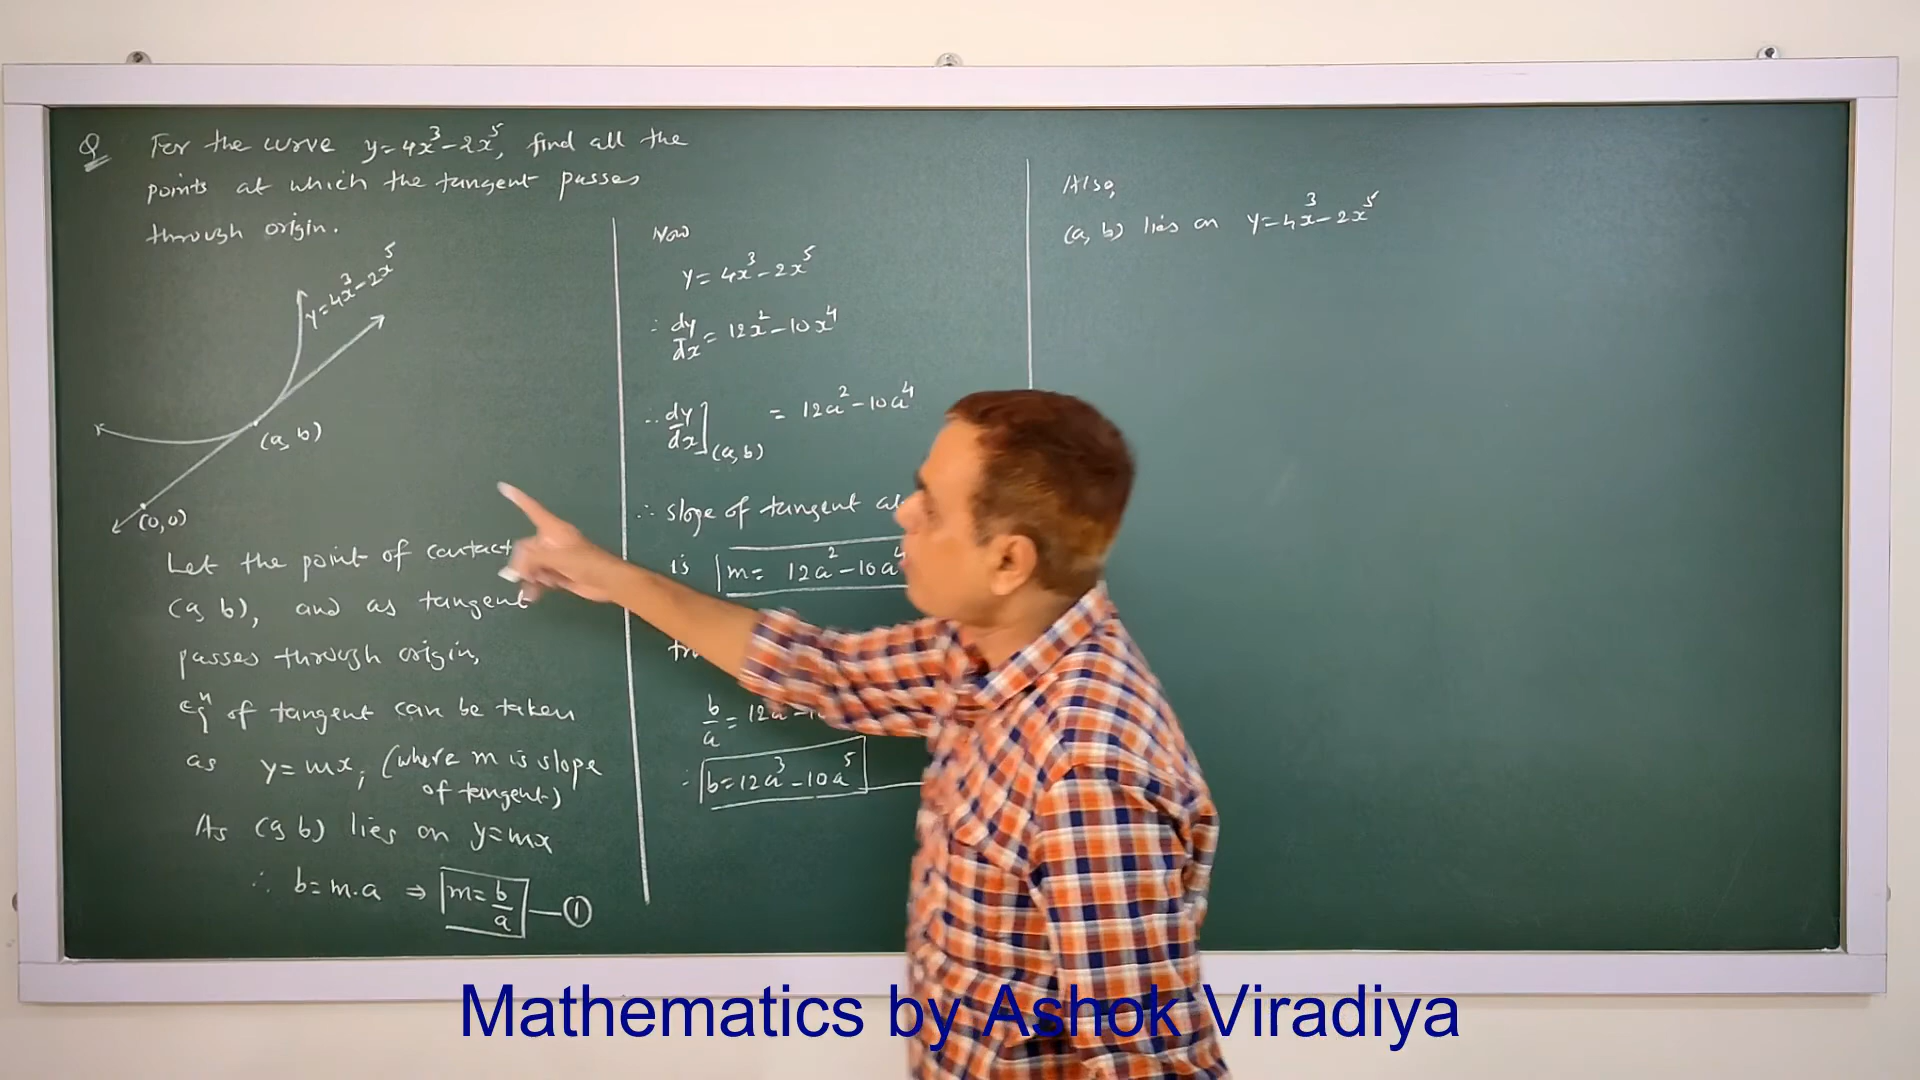 Q For the curve y=4x³-2x⁵, find all the
points at which the tangent passes
through origin.
y=4x³-2x⁵
(a, b)
(0,0)
Let the point of contact
(a, b), and as tangent
passes through origin,
eqⁿ of tangent can be taken
as y=mx, (where m is slope
of tangent)
As (a, b) lies on y=mx
∴ b=m.a ⇒ m=b/a —①
Now
y=4x³-2x⁵
∴ dy/dx = 12x²-10x⁴
∴ dy/dx](a,b) = 12a²-10a⁴
∴ slope of tangent at
is m= 12a²-10a⁴
b/a = 12a
∴ b=12a³-10a⁵
Also,
(a, b) lies on y=4x³-2x⁵
Mathematics by Ashok Viradiya